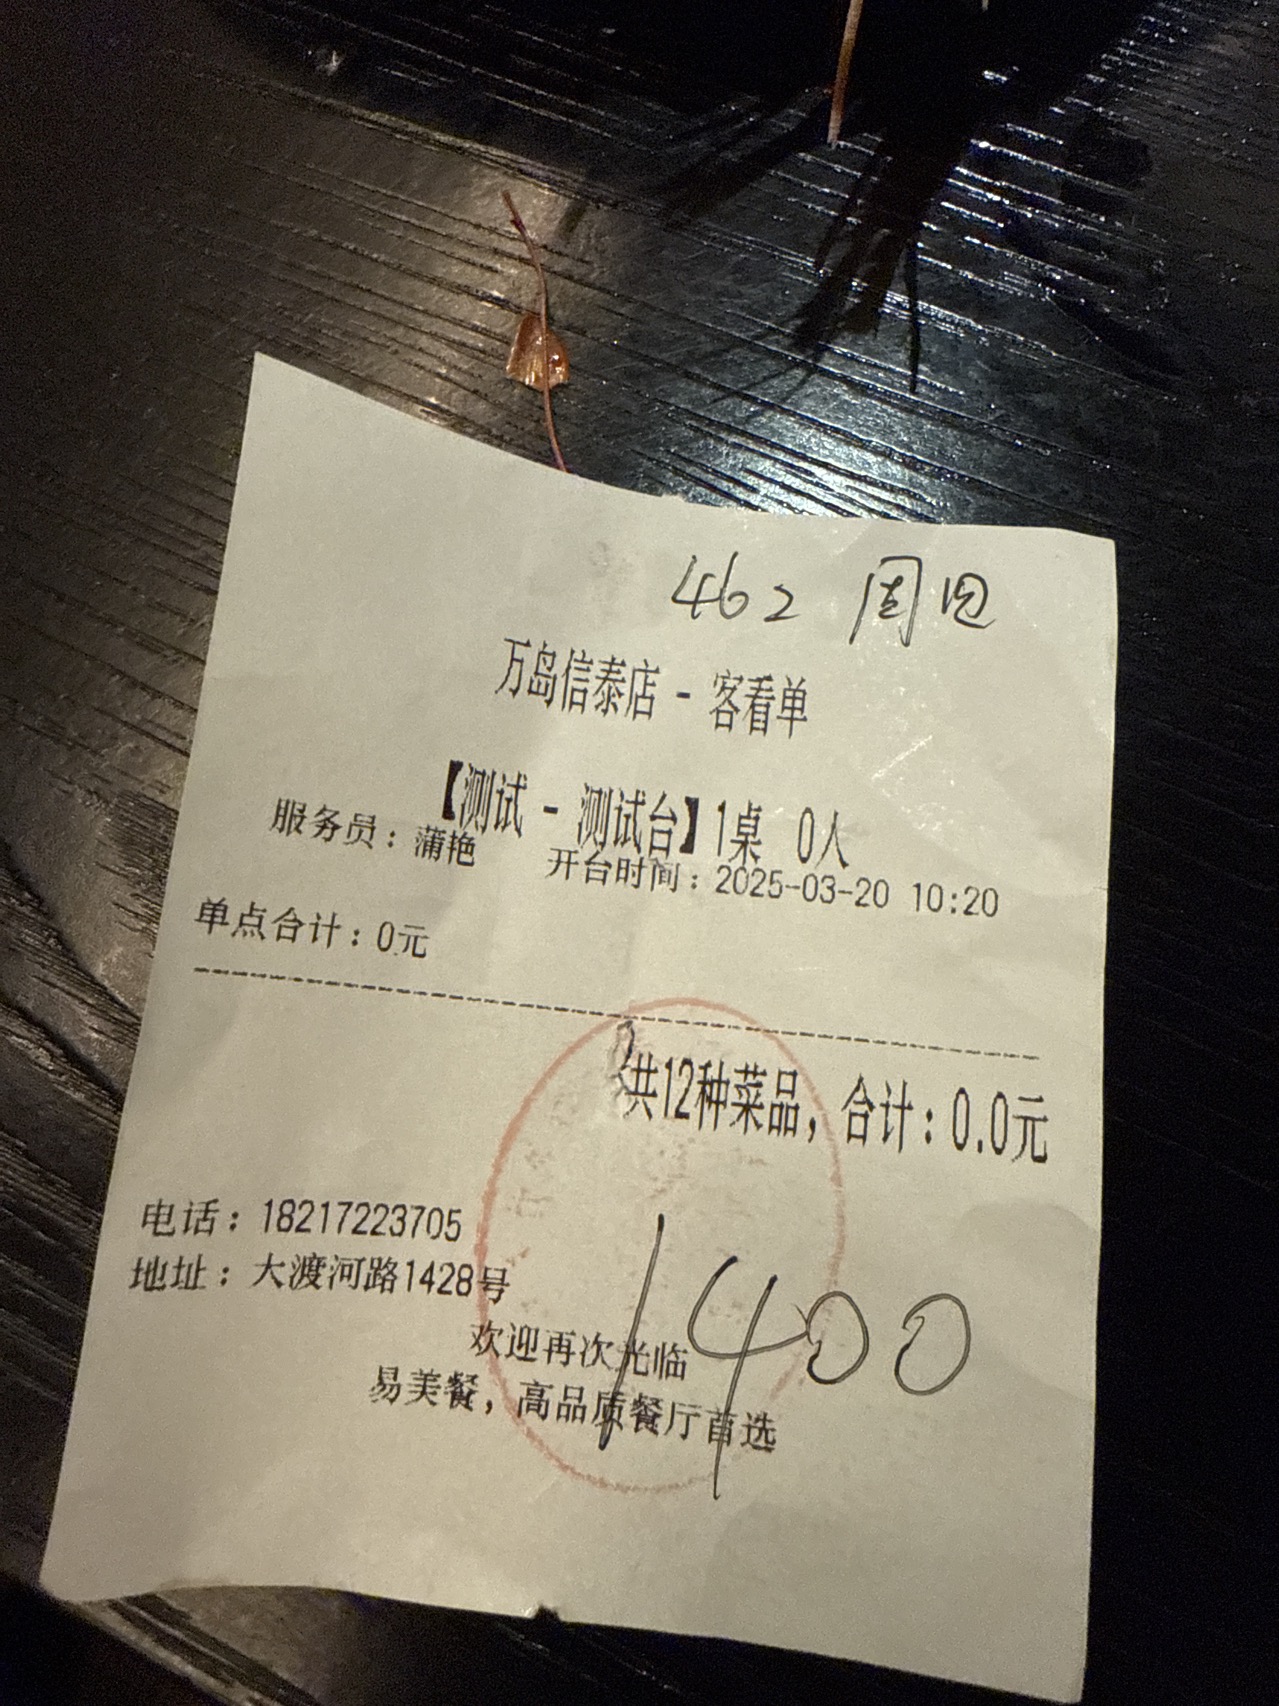 462 周
万岛信泰店 - 客看单
【测试 - 测试台】1桌 0人
服务员：蒲艳 开台时间：2025-03-20 10:20
单点合计：0元
共12种菜品，合计：0.0元
电话：18217223705
地址：大渡河路1428号
1400
欢迎再次光临
易美餐，高品质餐厅首选